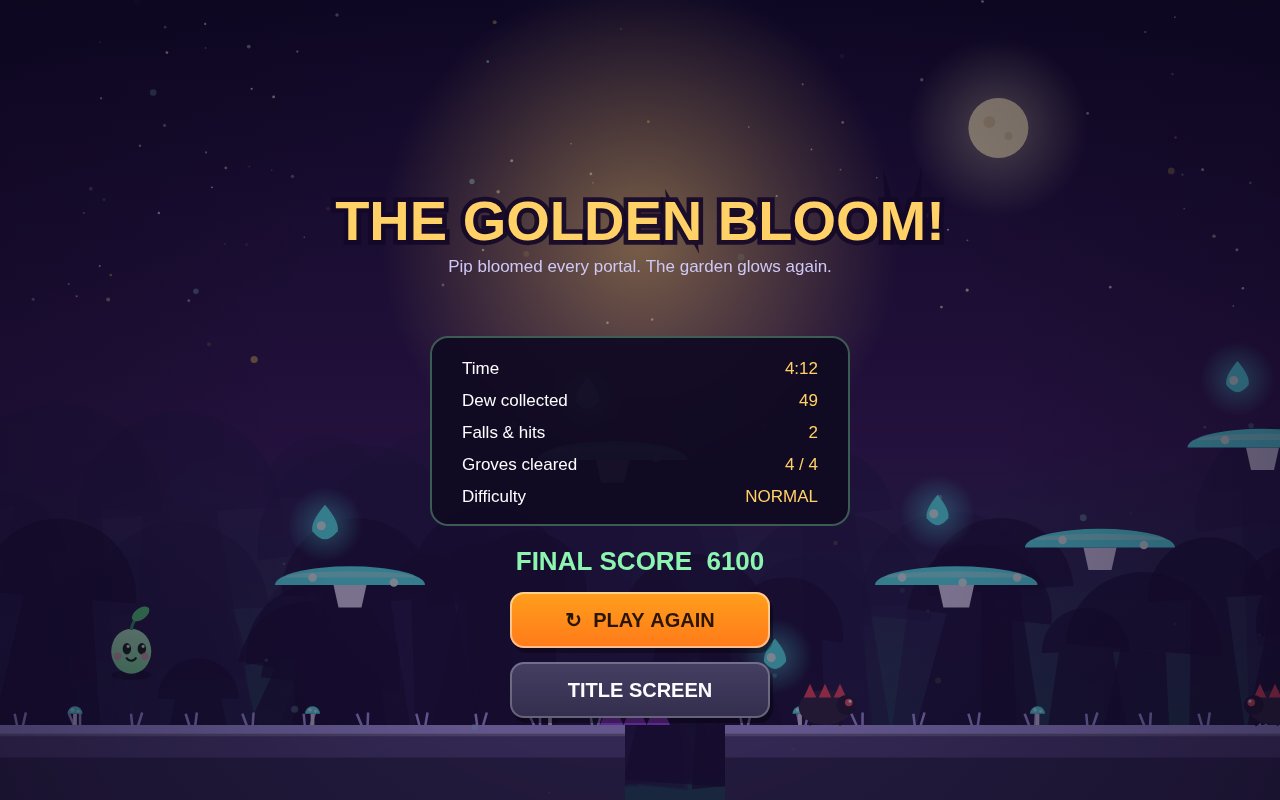 THE GOLDEN BLOOM!
Pip bloomed every portal. The garden glows again.
Time 4:12
Dew collected 49
Falls & hits 2
Groves cleared 4 / 4
Difficulty NORMAL
FINAL SCORE 6100
↻ PLAY AGAIN
TITLE SCREEN